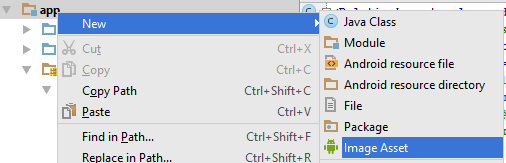 app
New
Cut Ctrl+X
Copy Ctrl+C
Copy Path Ctrl+Shift+C
Paste Ctrl+V
Find in Path... Ctrl+Shift+F
Replace in Path... Ctrl+Shift+R
Java Class
Module
Android resource file
Android resource directory
File
Package
Image Asset